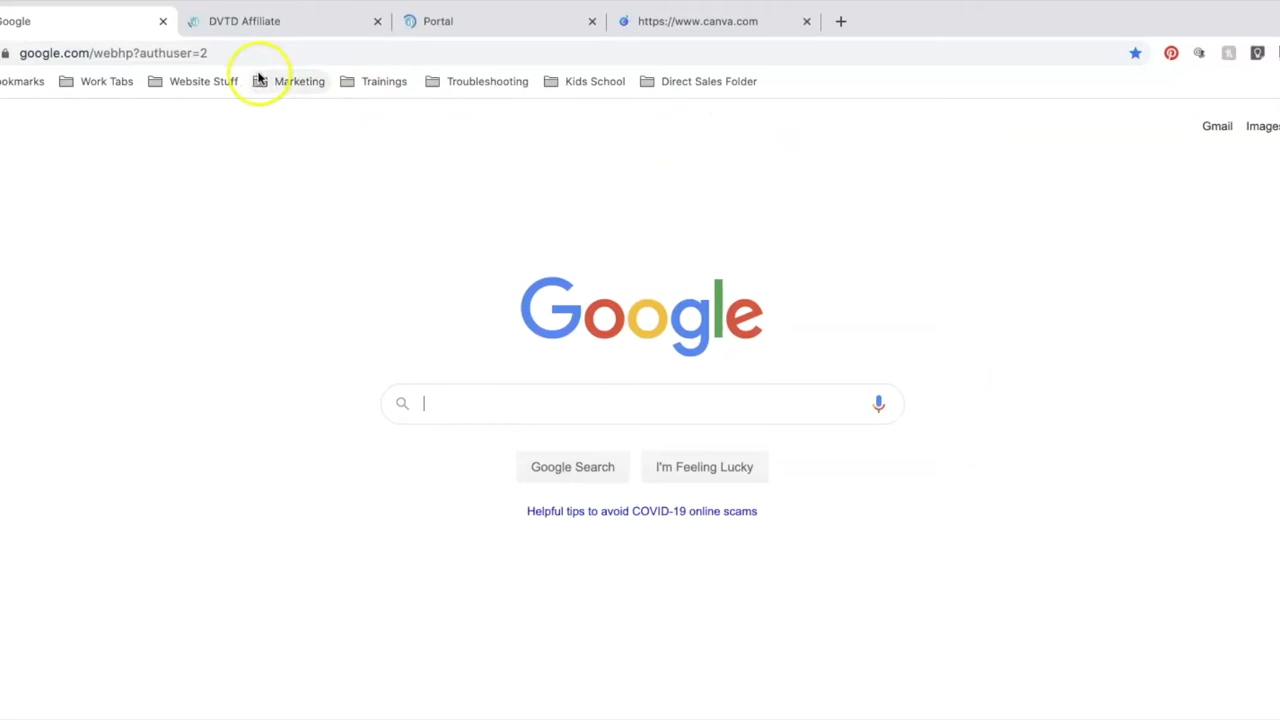 Google DVTD Affiliate Portal https://www.canva.com
google.com/webhp?authuser=2
ookmarks Work Tabs Website Stuff Marketing Trainings Troubleshooting Kids School Direct Sales Folder
Gmail Images
Google
Google Search I'm Feeling Lucky
Helpful tips to avoid COVID-19 online scams